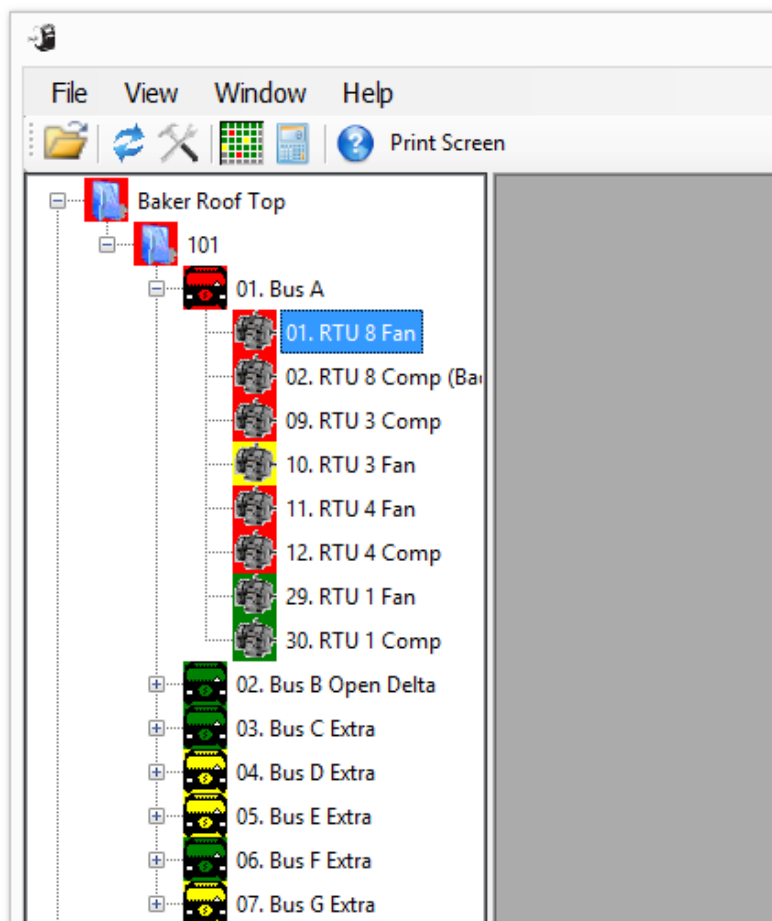 File View Window Help
Print Screen
Baker Roof Top
101
01. Bus A
01. RTU 8 Fan
02. RTU 8 Comp
09. RTU 3 Comp
10. RTU 3 Fan
11. RTU 4 Fan
12. RTU 4 Comp
29. RTU 1 Fan
30. RTU 1 Comp
02. Bus B Open Delta
03. Bus C Extra
04. Bus D Extra
05. Bus E Extra
06. Bus F Extra
07. Bus G Extra